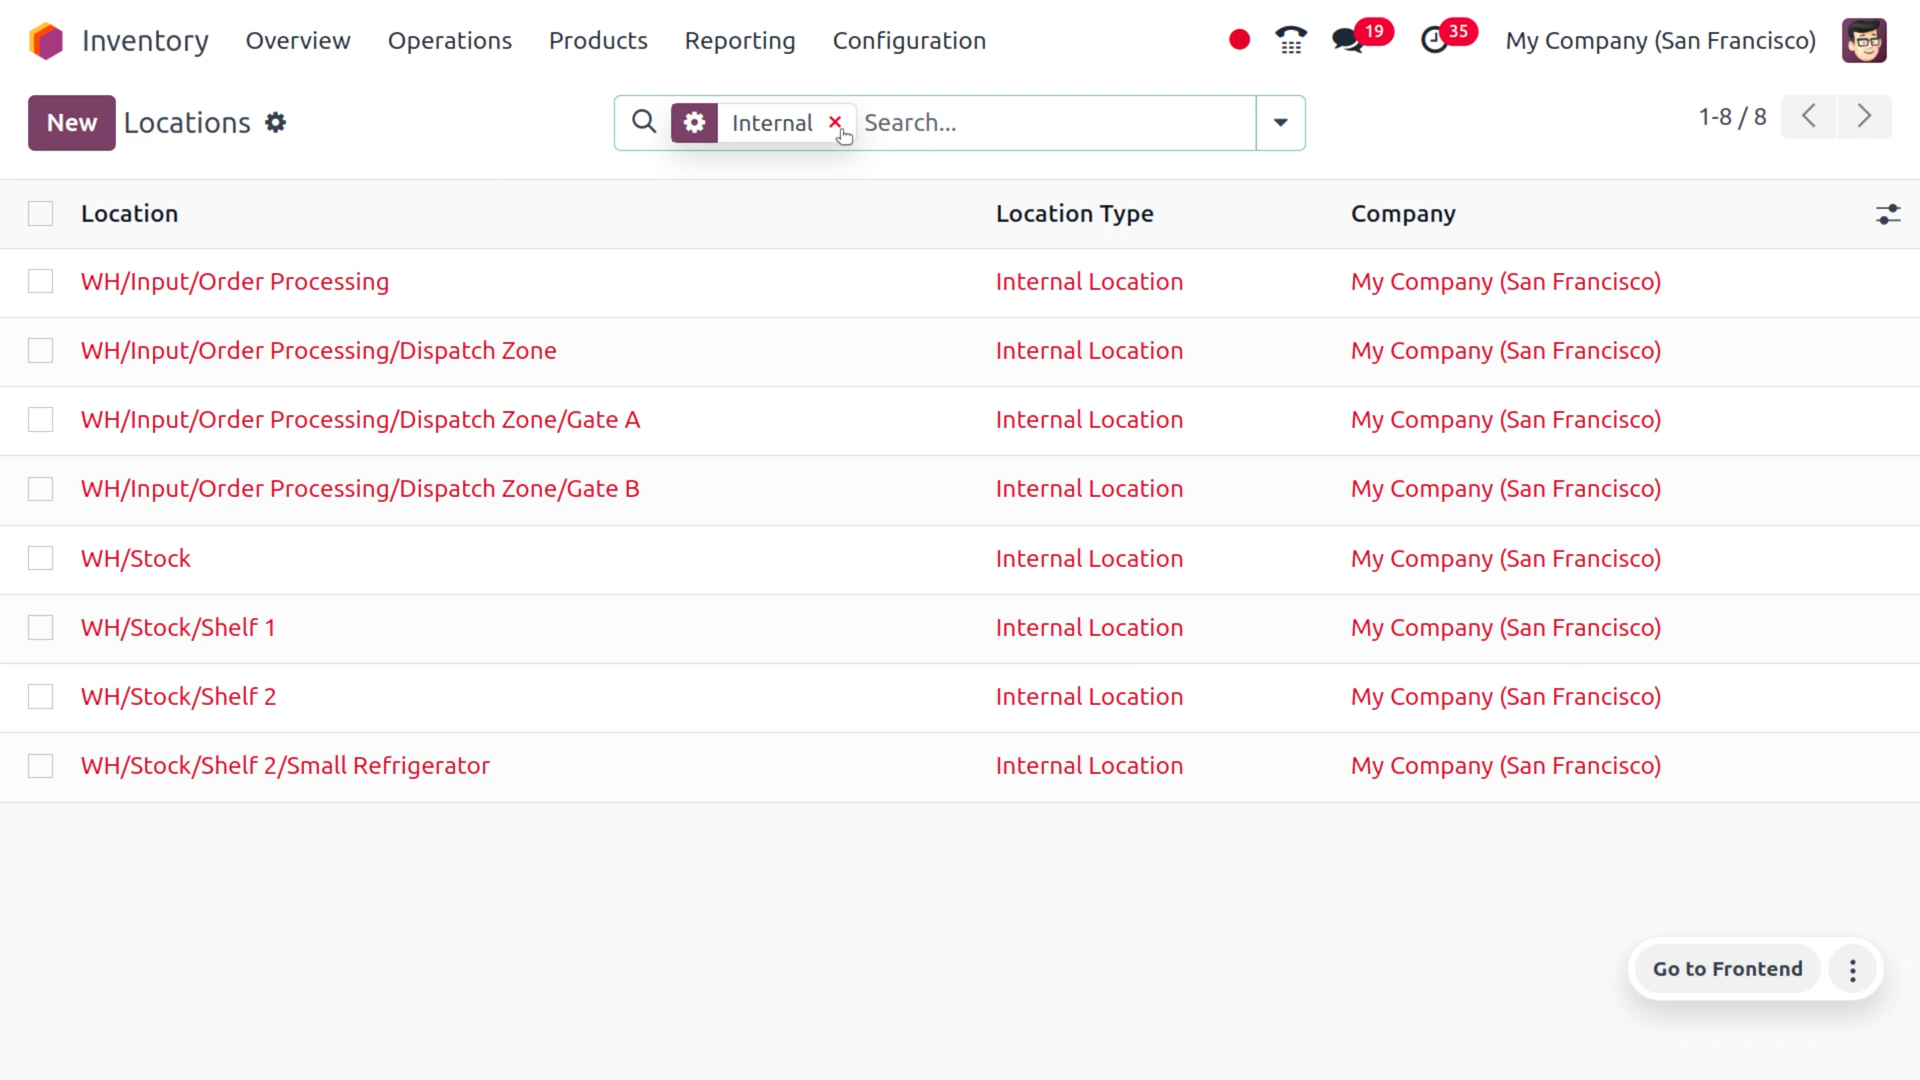 Inventory Overview Operations Products Reporting Configuration 19 35 My Company (San Francisco)
New Locations Internal Search... 1-8 / 8
Location Location Type Company
WH/Input/Order Processing Internal Location My Company (San Francisco)
WH/Input/Order Processing/Dispatch Zone Internal Location My Company (San Francisco)
WH/Input/Order Processing/Dispatch Zone/Gate A Internal Location My Company (San Francisco)
WH/Input/Order Processing/Dispatch Zone/Gate B Internal Location My Company (San Francisco)
WH/Stock Internal Location My Company (San Francisco)
WH/Stock/Shelf 1 Internal Location My Company (San Francisco)
WH/Stock/Shelf 2 Internal Location My Company (San Francisco)
WH/Stock/Shelf 2/Small Refrigerator Internal Location My Company (San Francisco)
Go to Frontend